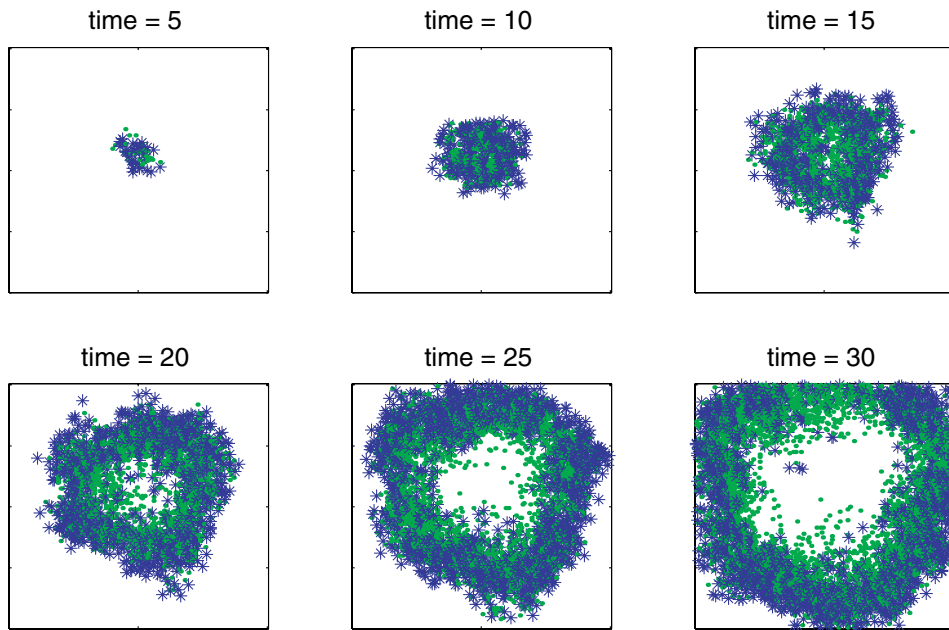 time = 5
time = 10
time = 15
time = 20
time = 25
time = 30